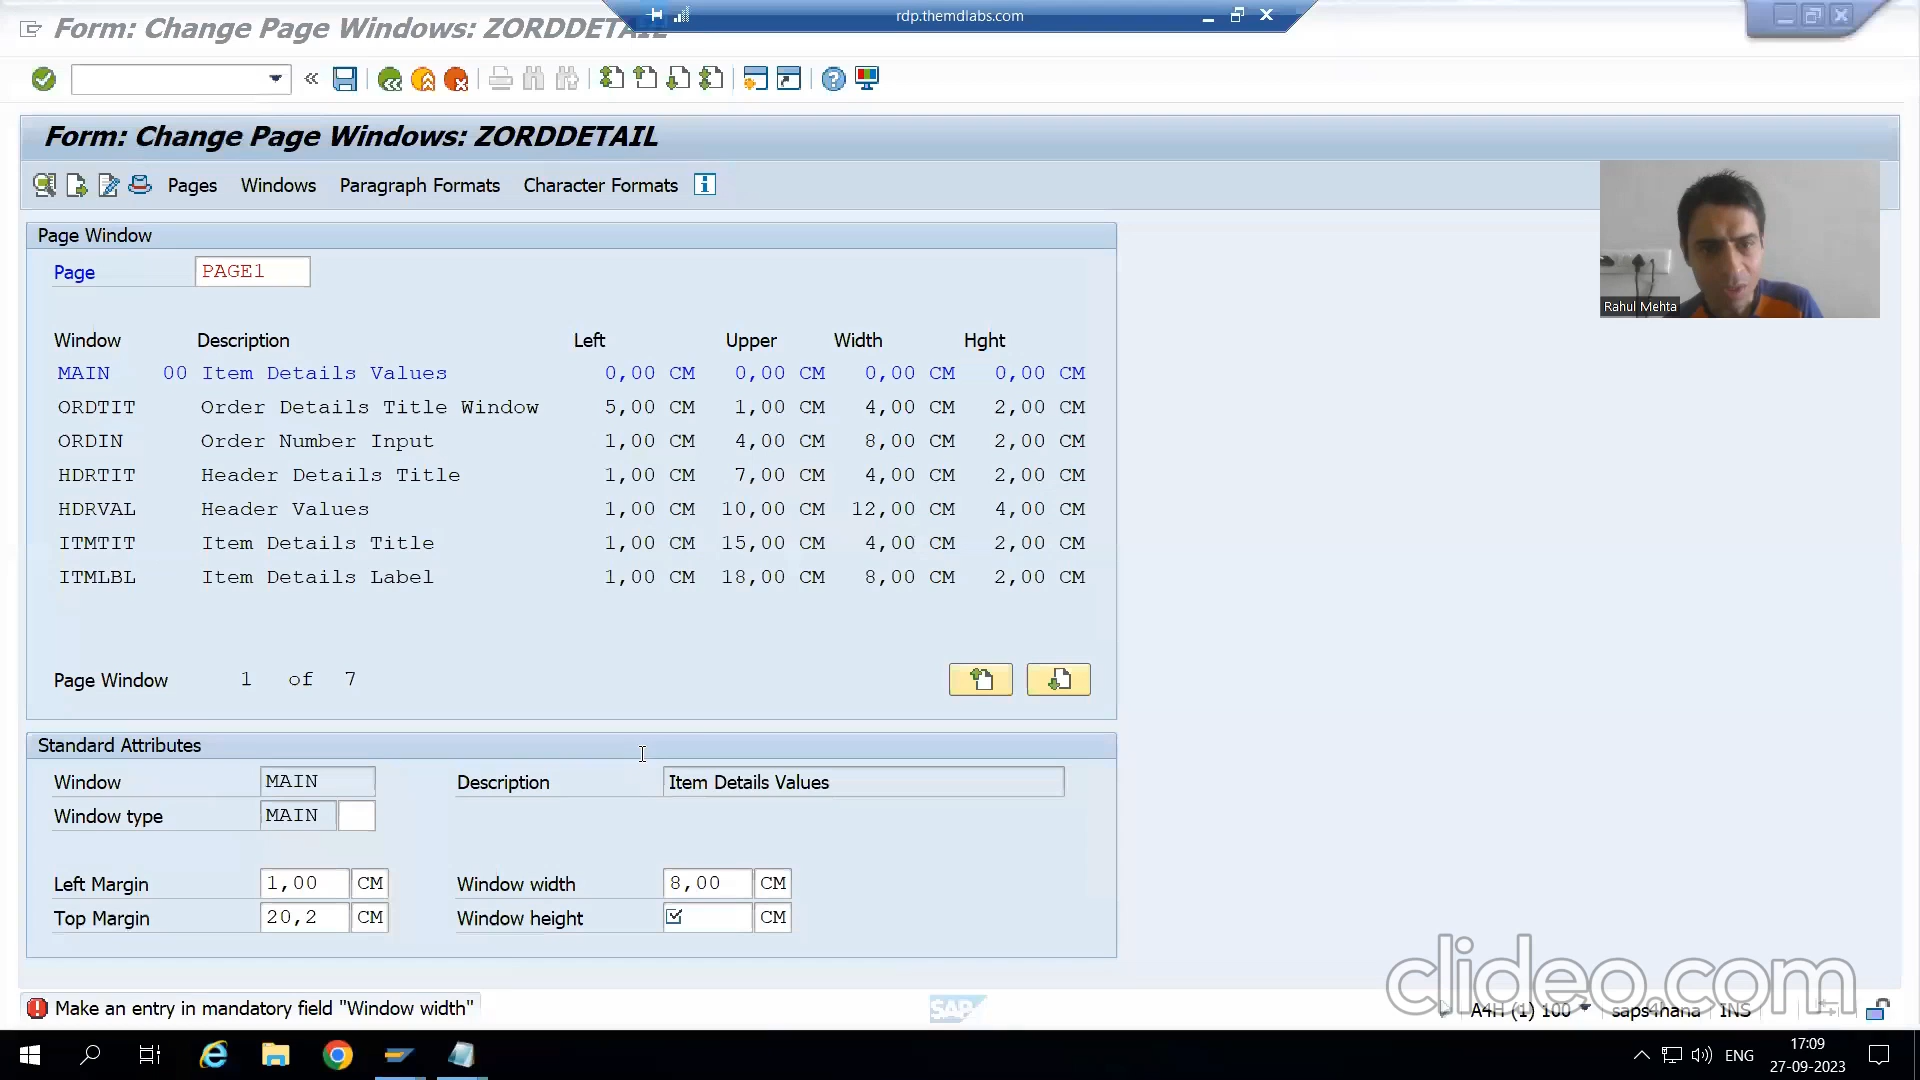 Form: Change Page Windows: ZORDDETAIL
rdp.themdlabs.com
Form: Change Page Windows: ZORDDETAIL
Pages Windows Paragraph Formats Character Formats
Rahul Mehta
Page Window
Page PAGE1
Window Description Left Upper Width Hght
MAIN 00 Item Details Values 0,00 CM 0,00 CM 0,00 CM 0,00 CM
ORDTIT Order Details Title Window 5,00 CM 1,00 CM 4,00 CM 2,00 CM
ORDIN Order Number Input 1,00 CM 4,00 CM 8,00 CM 2,00 CM
HDRTIT Header Details Title 1,00 CM 7,00 CM 4,00 CM 2,00 CM
HDRVAL Header Values 1,00 CM 10,00 CM 12,00 CM 4,00 CM
ITMTIT Item Details Title 1,00 CM 15,00 CM 4,00 CM 2,00 CM
ITMLBL Item Details Label 1,00 CM 18,00 CM 8,00 CM 2,00 CM
Page Window 1 of 7
Standard Attributes
Window MAIN Description Item Details Values
Window type MAIN
Left Margin 1,00 CM Window width 8,00 CM
Top Margin 20,2 CM Window height CM
clideo.com
Make an entry in mandatory field "Window width" SAP A4H (1) 100 saps4hana INS
ENG
17:09
27-09-2023